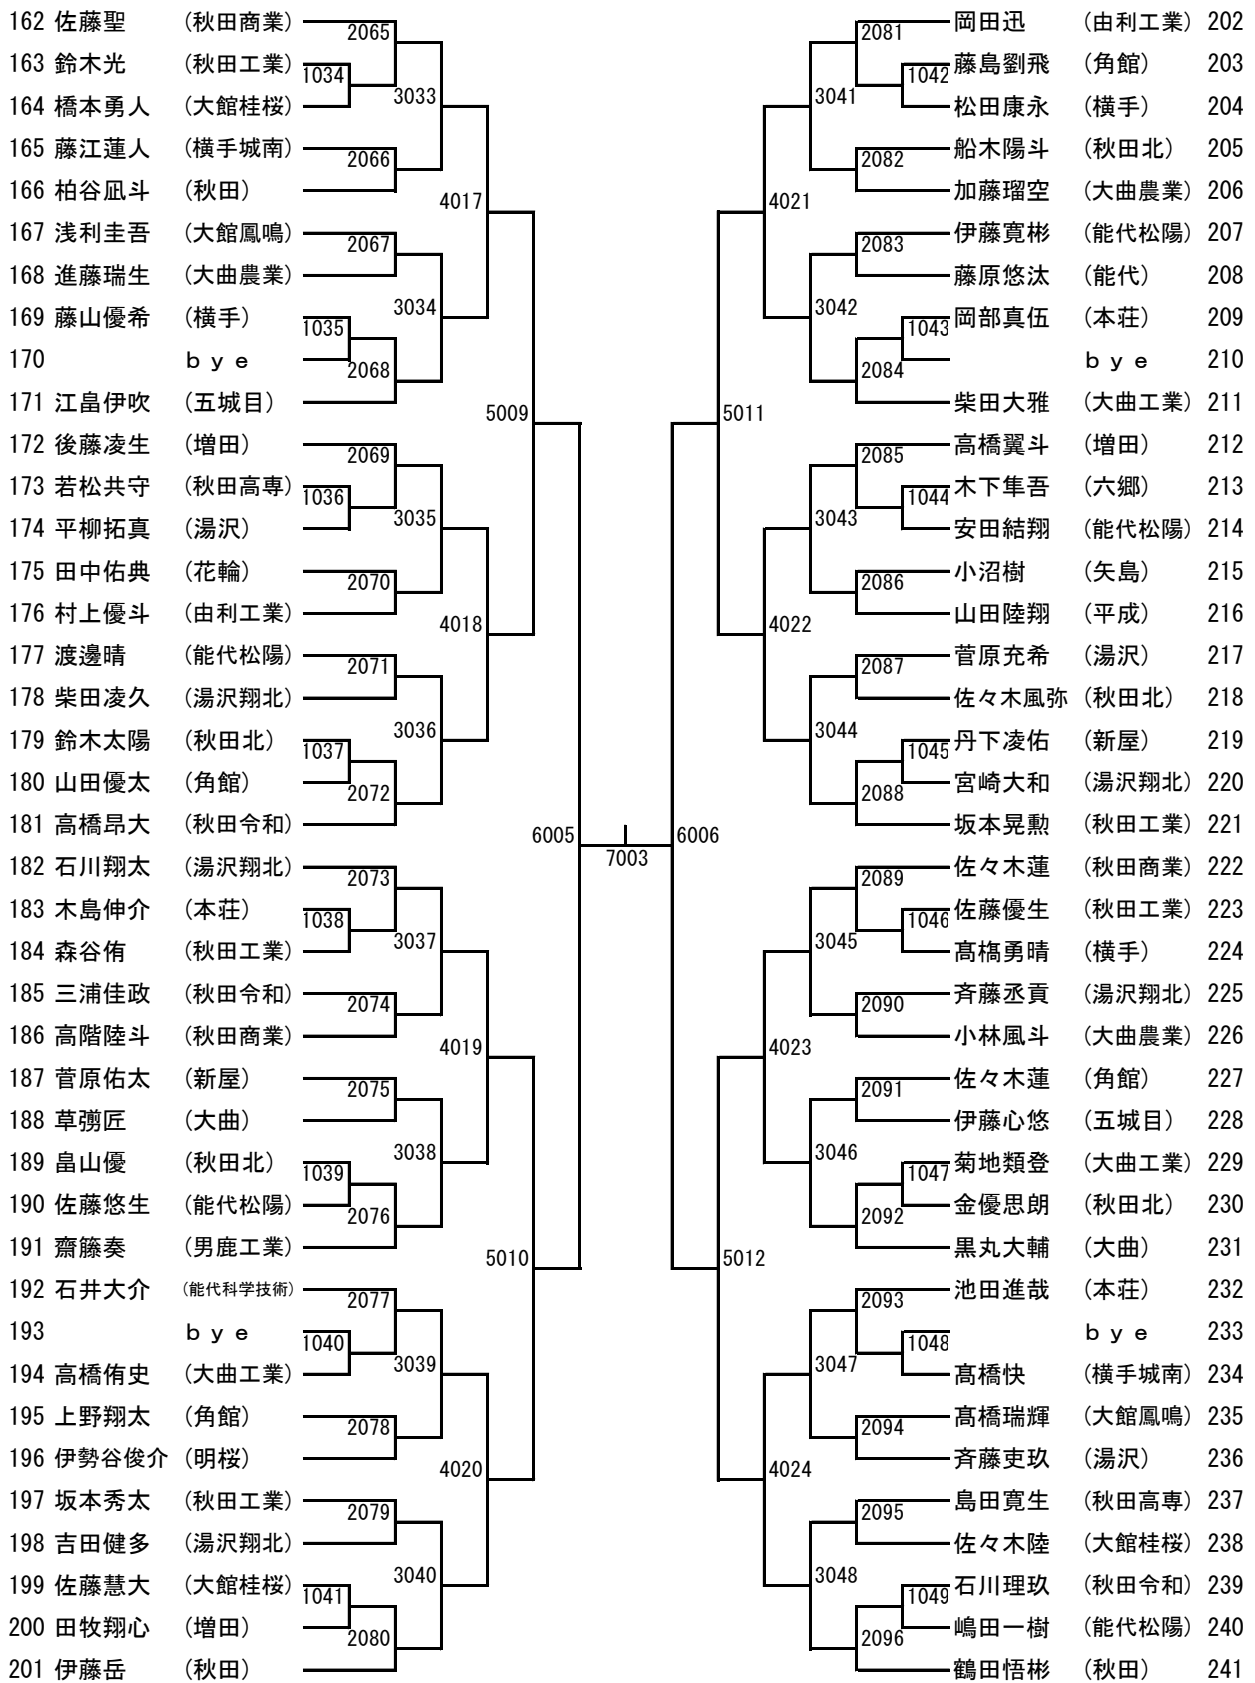 162 佐藤聖 (秋田商業)
163 鈴木光 (秋田工業)
164 橋本勇人 (大館桂桜)
165 藤江蓮人 (横手城南)
166 柏谷凪斗 (秋田)
167 浅利圭吾 (大館鳳鳴)
168 進藤瑞生 (大曲農業)
169 藤山優希 (横手)
170 bye
171 江畠伊吹 (五城目)
172 後藤凌生 (増田)
173 若松共守 (秋田高専)
174 平柳拓真 (湯沢)
175 田中佑典 (花輪)
176 村上優斗 (由利工業)
177 渡邊晴 (能代松陽)
178 柴田凌久 (湯沢翔北)
179 鈴木太陽 (秋田北)
180 山田優太 (角館)
181 高橋昂大 (秋田令和)
182 石川翔太 (湯沢翔北)
183 木島伸介 (本荘)
184 森谷侑 (秋田工業)
185 三浦佳政 (秋田令和)
186 高階陸斗 (秋田商業)
187 菅原佑太 (新屋)
188 草彅匠 (大曲)
189 畠山優 (秋田北)
190 佐藤悠生 (能代松陽)
191 齋籐奏 (男鹿工業)
192 石井大介 (能代科学技術)
193 bye
194 高橋侑史 (大曲工業)
195 上野翔太 (角館)
196 伊勢谷俊介 (明桜)
197 坂本秀太 (秋田工業)
198 吉田健多 (湯沢翔北)
199 佐藤慧大 (大館桂桜)
200 田牧翔心 (増田)
201 伊藤岳 (秋田)
1034
1035
1036
1037
1038
1039
1040
1041
2065
2066
2067
2068
2069
2070
2071
2072
2073
2074
2075
2076
2077
2078
2079
2080
3033
3034
3035
3036
3037
3038
3039
3040
4017
4018
4019
4020
5009
5010
6005
7003
6006
5011
5012
4021
4022
4023
4024
3041
3042
3043
3044
3045
3046
3047
3048
2081
2082
2083
2084
2085
2086
2087
2088
2089
2090
2091
2092
2093
2094
2095
2096
1042
1043
1044
1045
1046
1047
1048
1049
岡田迅 (由利工業) 202
藤島劉飛 (角館) 203
松田康永 (横手) 204
船木陽斗 (秋田北) 205
加藤瑠空 (大曲農業) 206
伊藤寛彬 (能代松陽) 207
藤原悠汰 (能代) 208
岡部真伍 (本荘) 209
bye 210
柴田大雅 (大曲工業) 211
高橋翼斗 (増田) 212
木下隼吾 (六郷) 213
安田結翔 (能代松陽) 214
小沼樹 (矢島) 215
山田陸翔 (平成) 216
菅原充希 (湯沢) 217
佐々木風弥 (秋田北) 218
丹下凌佑 (新屋) 219
宮崎大和 (湯沢翔北) 220
坂本晃勲 (秋田工業) 221
佐々木蓮 (秋田商業) 222
佐藤優生 (秋田工業) 223
髙槗勇晴 (横手) 224
斉藤丞貢 (湯沢翔北) 225
小林風斗 (大曲農業) 226
佐々木蓮 (角館) 227
伊藤心悠 (五城目) 228
菊地類登 (大曲工業) 229
金優思朗 (秋田北) 230
黒丸大輔 (大曲) 231
池田進哉 (本荘) 232
bye 233
髙橋快 (横手城南) 234
髙橋瑞輝 (大館鳳鳴) 235
斉藤吏玖 (湯沢) 236
島田寛生 (秋田高専) 237
佐々木陸 (大館桂桜) 238
石川理玖 (秋田令和) 239
嶋田一樹 (能代松陽) 240
鶴田悟彬 (秋田) 241